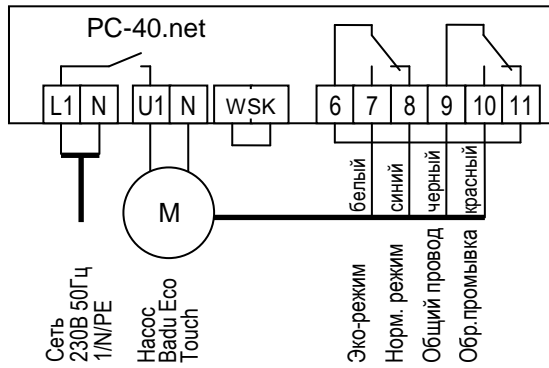 PC-40.net
L1 N U1 N WSK 6 7 8 9 10 11
белый
синий
черный
красный
M
Сеть
230В 50Гц
1/N/PE
Насос
Badu Eco
Touch
Эко-режим
Норм. режим
Общий провод
Обр.промывка